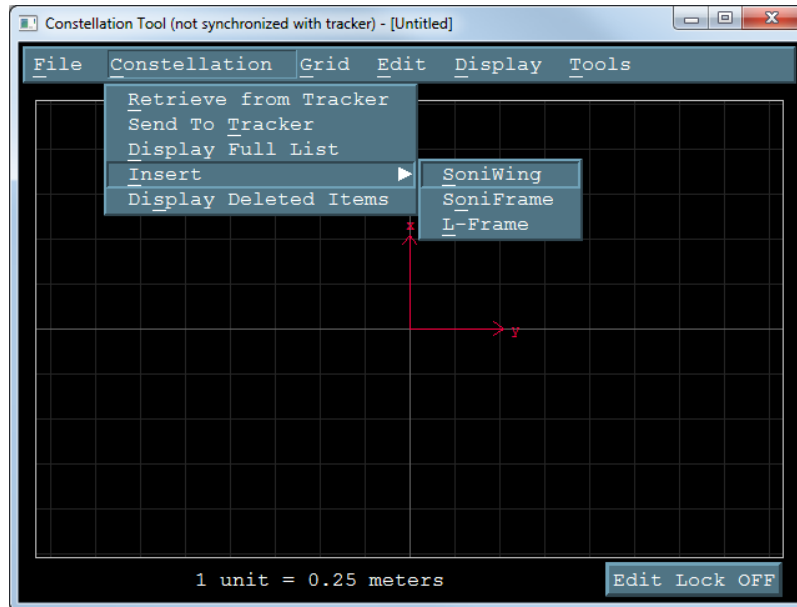 Constellation Tool (not synchronized with tracker) - [Untitled]
File Constellation Grid Edit Display Tools
Retrieve from Tracker
Send To Tracker
Display Full List
Insert
Display Deleted Items
SoniWing
SoniFrame
L-Frame
x
y
1 unit = 0.25 meters
Edit Lock OFF